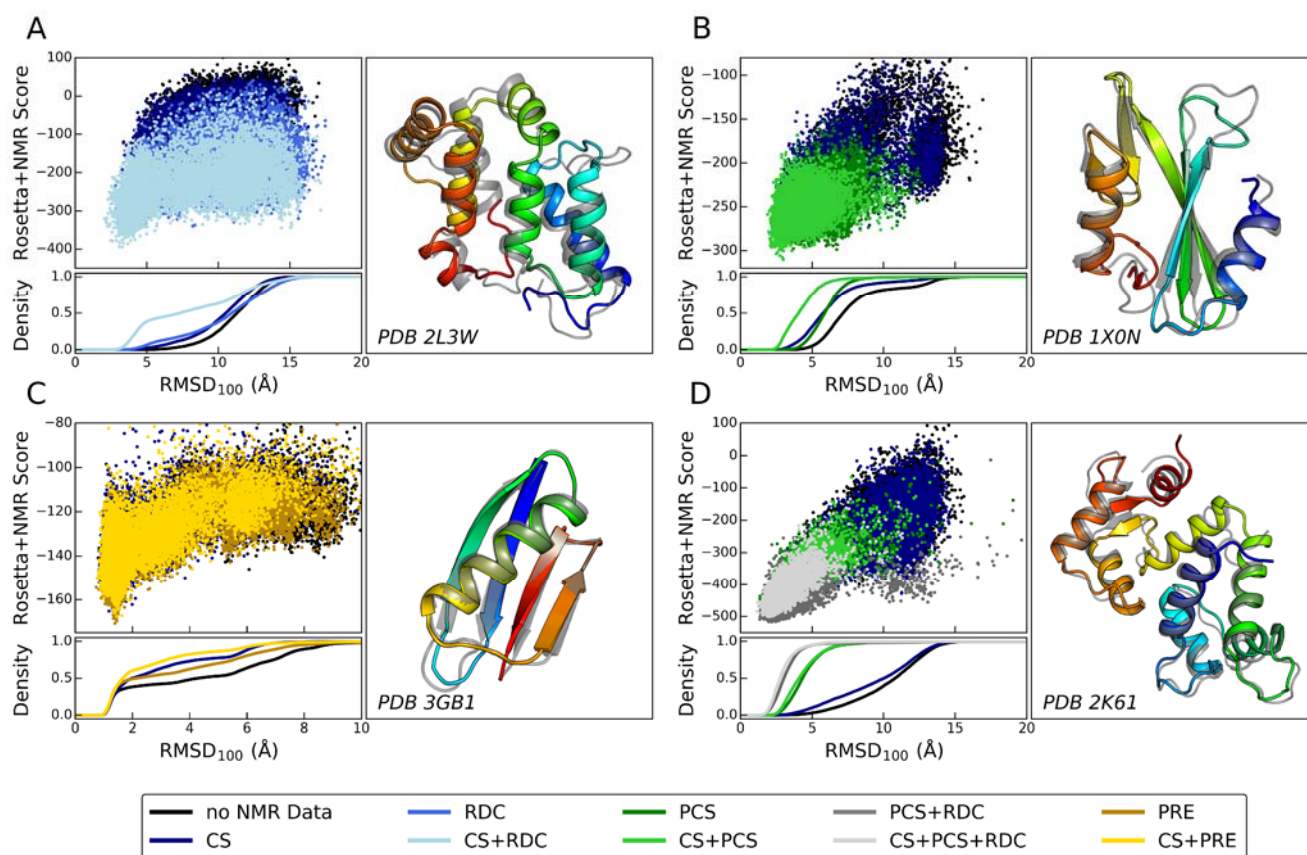 A
B
Rosetta+NMR Score
100
0
−100
−200
−300
−400
Density
1.0
0.5
0.0
0 5 10 15 20
RMSD100 (Å)
PDB 2L3W
Rosetta+NMR Score
−100
−150
−200
−250
−300
Density
1.0
0.5
0.0
0 5 10 15 20
RMSD100 (Å)
PDB 1X0N
C
D
Rosetta+NMR Score
−80
−100
−120
−140
−160
Density
1.0
0.5
0.0
0 2 4 6 8 10
RMSD100 (Å)
PDB 3GB1
Rosetta+NMR Score
100
0
−100
−200
−300
−400
−500
Density
1.0
0.5
0.0
0 5 10 15 20
RMSD100 (Å)
PDB 2K61
no NMR Data RDC PCS PCS+RDC PRE
CS CS+RDC CS+PCS CS+PCS+RDC CS+PRE